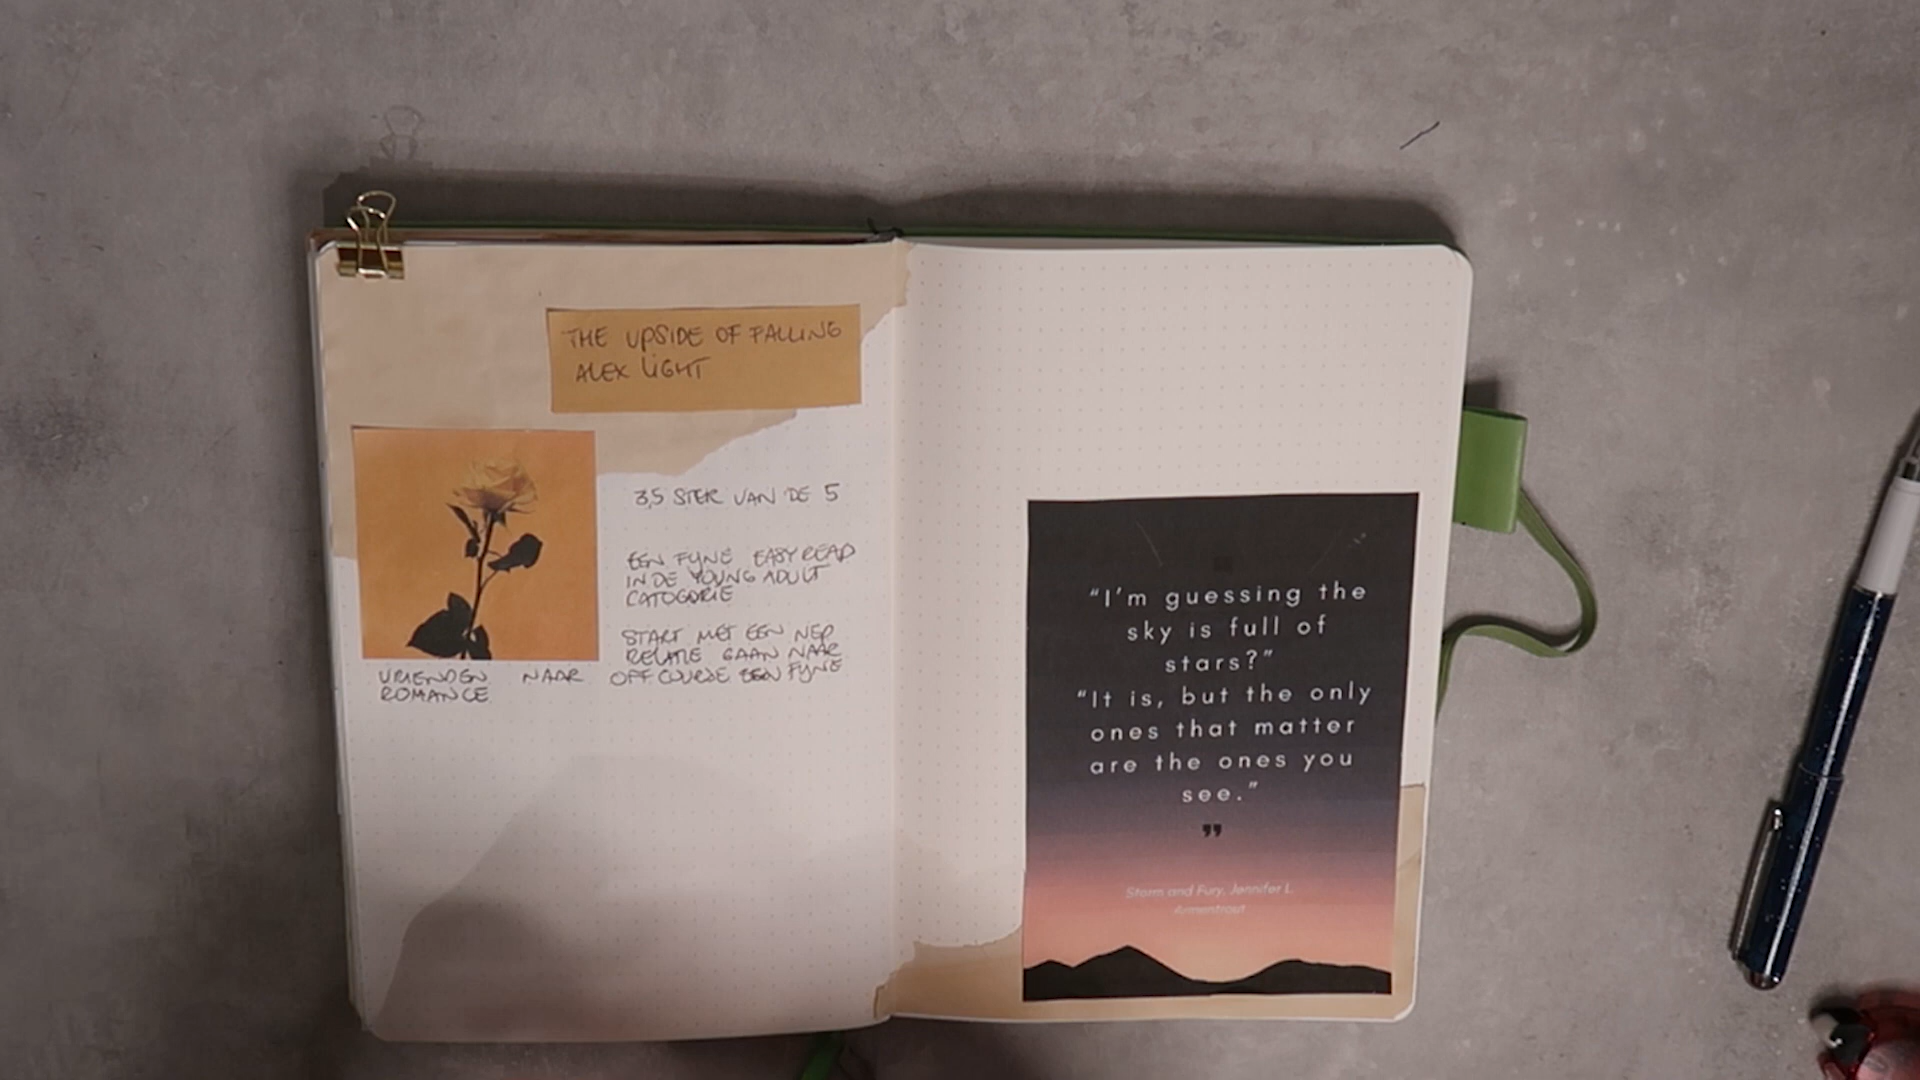 THE UPSIDE OF FALLING
ALEX LIGHT
3,5 STER VAN DE 5
EEN FYNE EASY READ
IN DE YOUNG ADULT
CATOGORIE
START MET EEN NEP
RELATIE GAAN NAAR
VRIENDEN NAAR OFF COURSE EEN FYNE
ROMANCE
“I’m guessing the
sky is full of
stars?”
“It is, but the only
ones that matter
are the ones you
see.”
”
Storm and Fury, Jennifer L.
Armentrout